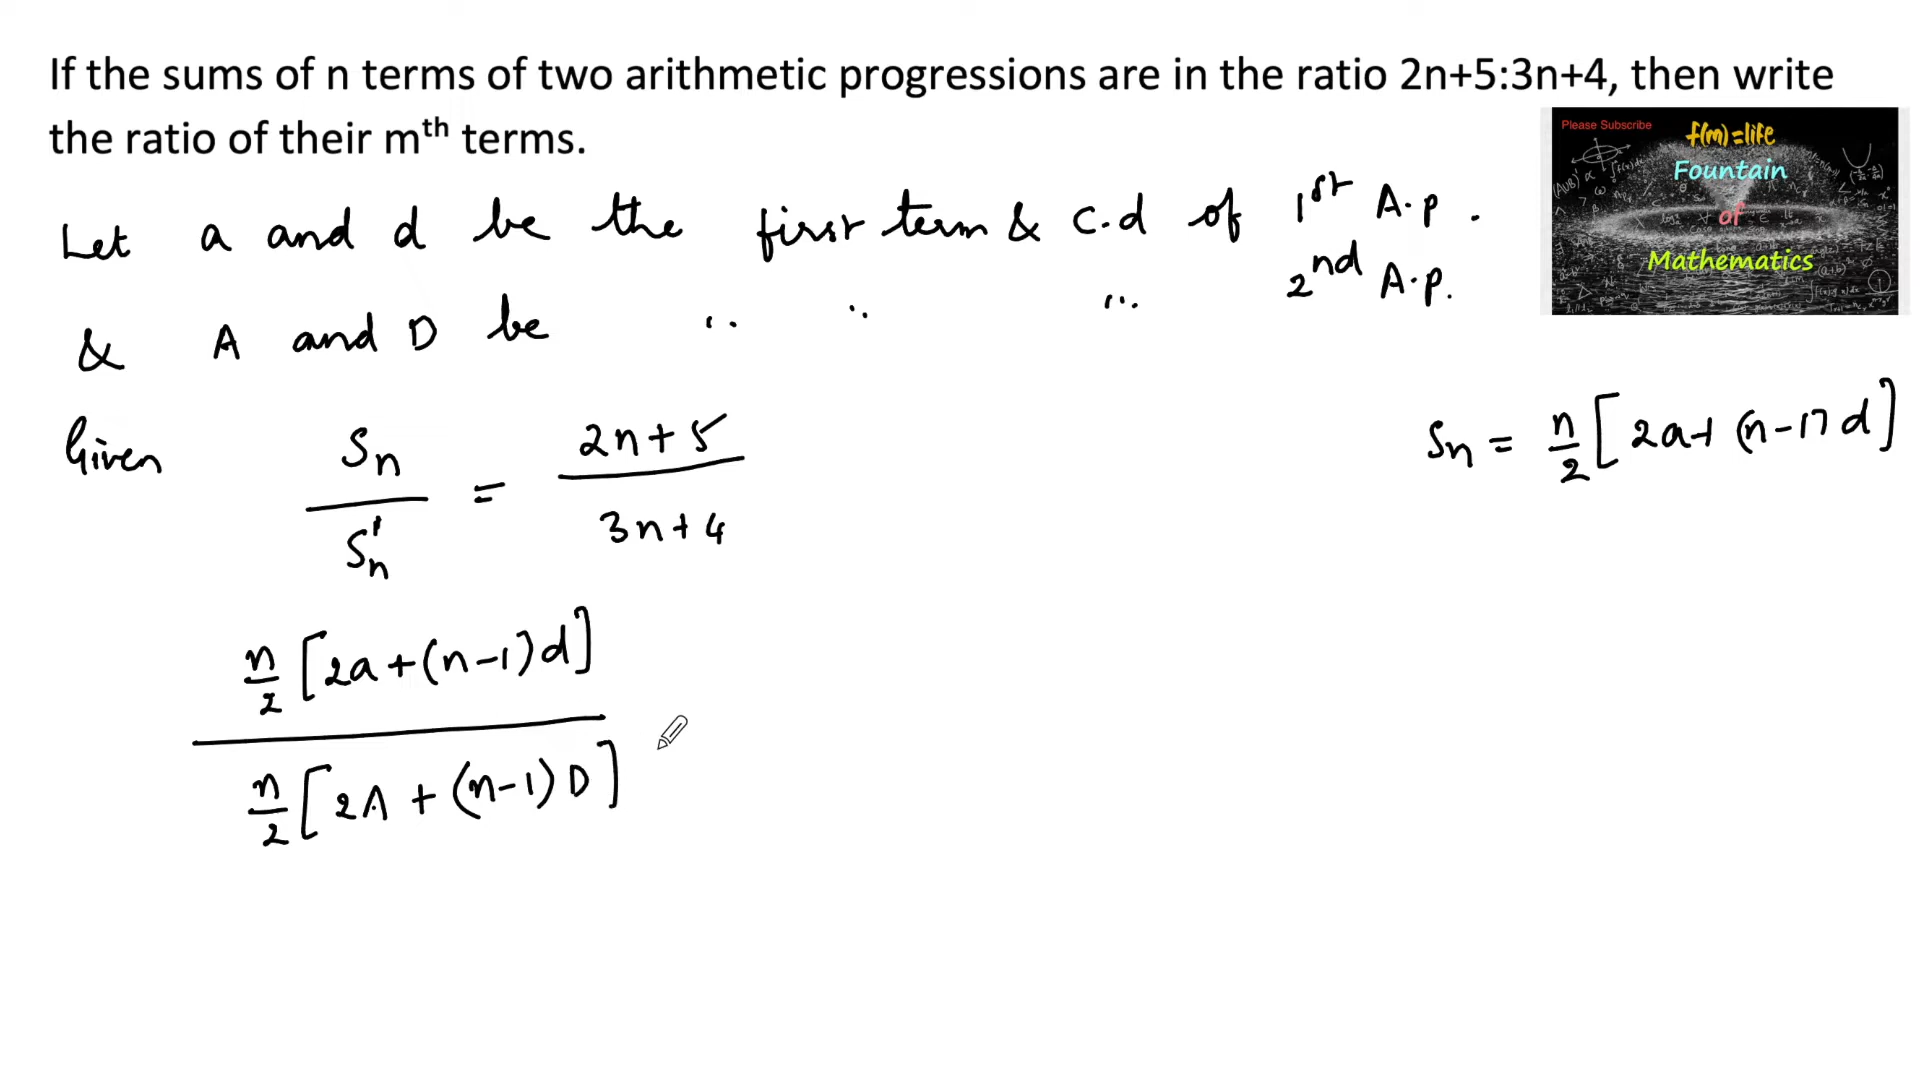 If the sums of n terms of two arithmetic progressions are in the ratio 2n+5:3n+4, then write
the ratio of their mᵗʰ terms.
Please Subscribe
f(m)=life
Fountain
of
Mathematics
Let a and d be the first term & c.d of 1st A.p.
& A and D be " " " 2nd A.p.
Given Sn / S'n = 2n+5 / 3n+4
Sn = n/2 [2a+(n-1)d]
n/2 [2a+(n-1)d]
n/2 [2A+(n-1)D]